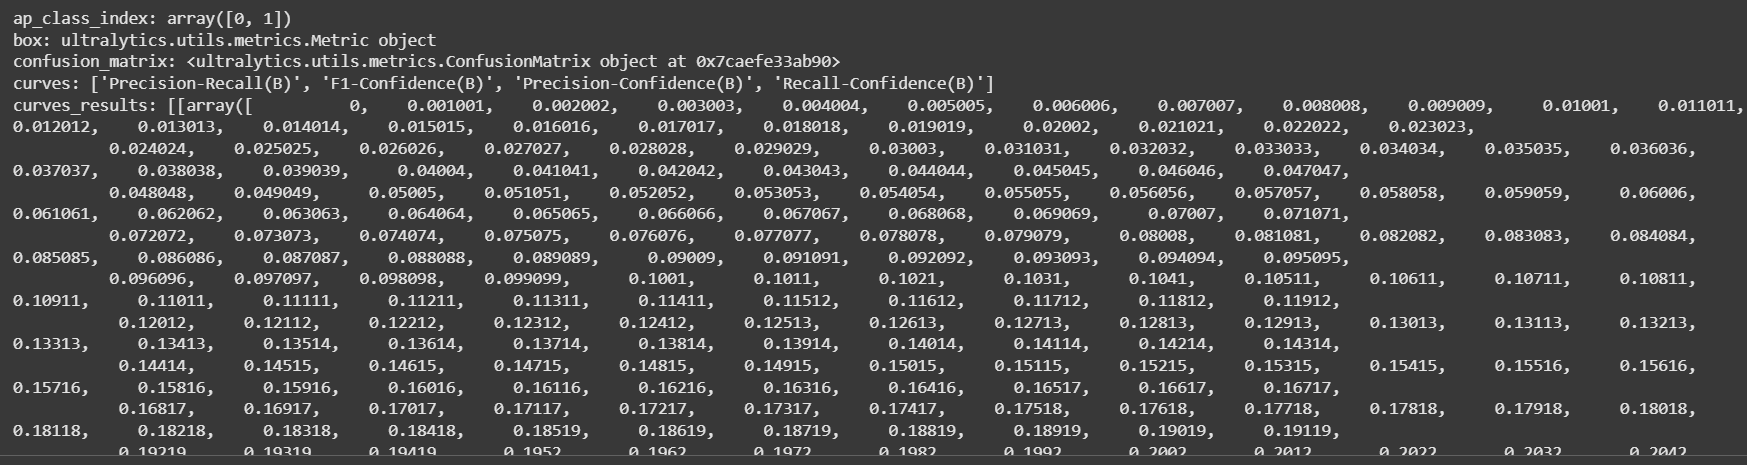 ap_class_index: array([0, 1])
box: ultralytics.utils.metrics.Metric object
confusion_matrix: <ultralytics.utils.metrics.ConfusionMatrix object at 0x7caefe33ab90>
curves: ['Precision-Recall(B)', 'F1-Confidence(B)', 'Precision-Confidence(B)', 'Recall-Confidence(B)']
curves_results: [[array([          0,    0.001001,    0.002002,    0.003003,    0.004004,    0.005005,    0.006006,    0.007007,    0.008008,    0.009009,     0.01001,    0.011011,
0.012012,    0.013013,    0.014014,    0.015015,    0.016016,    0.017017,    0.018018,    0.019019,     0.02002,    0.021021,    0.022022,    0.023023,
0.024024,    0.025025,    0.026026,    0.027027,    0.028028,    0.029029,     0.03003,    0.031031,    0.032032,    0.033033,    0.034034,    0.035035,    0.036036,
0.037037,    0.038038,    0.039039,     0.04004,    0.041041,    0.042042,    0.043043,    0.044044,    0.045045,    0.046046,    0.047047,
0.048048,    0.049049,     0.05005,    0.051051,    0.052052,    0.053053,    0.054054,    0.055055,    0.056056,    0.057057,    0.058058,    0.059059,     0.06006,
0.061061,    0.062062,    0.063063,    0.064064,    0.065065,    0.066066,    0.067067,    0.068068,    0.069069,     0.07007,    0.071071,
0.072072,    0.073073,    0.074074,    0.075075,    0.076076,    0.077077,    0.078078,    0.079079,     0.08008,    0.081081,    0.082082,    0.083083,    0.084084,
0.085085,    0.086086,    0.087087,    0.088088,    0.089089,     0.09009,    0.091091,    0.092092,    0.093093,    0.094094,    0.095095,
0.096096,    0.097097,    0.098098,    0.099099,      0.1001,      0.1011,      0.1021,      0.1031,      0.1041,     0.10511,     0.10611,     0.10711,     0.10811,
0.10911,     0.11011,     0.11111,     0.11211,     0.11311,     0.11411,     0.11512,     0.11612,     0.11712,     0.11812,     0.11912,
0.12012,     0.12112,     0.12212,     0.12312,     0.12412,     0.12513,     0.12613,     0.12713,     0.12813,     0.12913,     0.13013,     0.13113,     0.13213,
0.13313,     0.13413,     0.13514,     0.13614,     0.13714,     0.13814,     0.13914,     0.14014,     0.14114,     0.14214,     0.14314,
0.14414,     0.14515,     0.14615,     0.14715,     0.14815,     0.14915,     0.15015,     0.15115,     0.15215,     0.15315,     0.15415,     0.15516,     0.15616,
0.15716,     0.15816,     0.15916,     0.16016,     0.16116,     0.16216,     0.16316,     0.16416,     0.16517,     0.16617,     0.16717,
0.16817,     0.16917,     0.17017,     0.17117,     0.17217,     0.17317,     0.17417,     0.17518,     0.17618,     0.17718,     0.17818,     0.17918,     0.18018,
0.18118,     0.18218,     0.18318,     0.18418,     0.18519,     0.18619,     0.18719,     0.18819,     0.18919,     0.19019,     0.19119,
0.19219     0.19319     0.19419      0.1952      0.1962      0.1972      0.1982      0.1992      0.2002      0.2012      0.2022      0.2032      0.2042